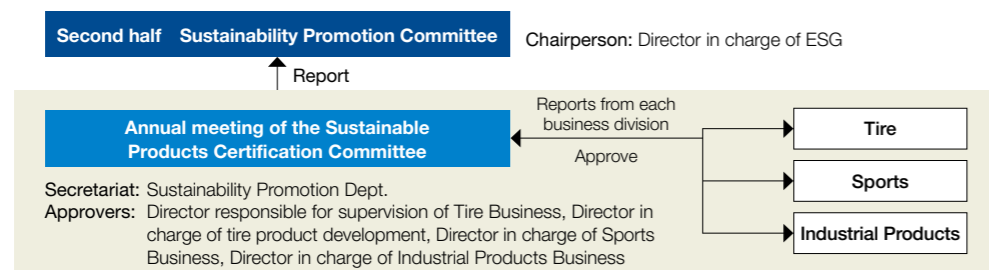 Second half Sustainability Promotion Committee
Chairperson: Director in charge of ESG
Report
Annual meeting of the Sustainable
Products Certification Committee
Reports from each
business division
Approve
Tire
Sports
Industrial Products
Secretariat: Sustainability Promotion Dept.
Approvers: Director responsible for supervision of Tire Business, Director in
charge of tire product development, Director in charge of Sports
Business, Director in charge of Industrial Products Business